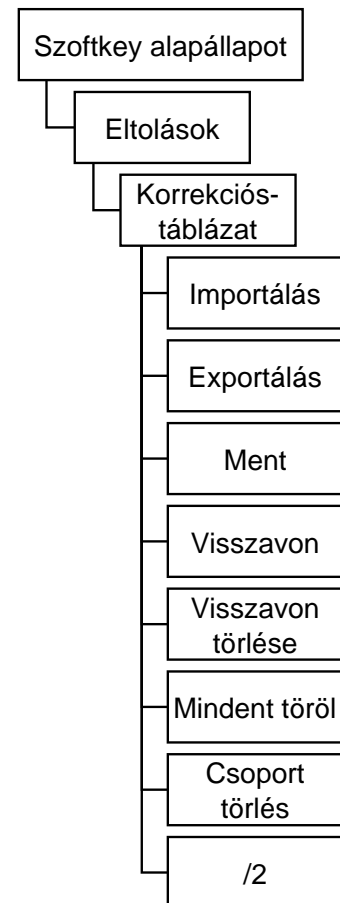 Szoftkey alapállapot
Eltolások
Korrekciós-
táblázat
Importálás
Exportálás
Ment
Visszavon
Visszavon
törlése
Mindent töröl
Csoport
törlés
/2